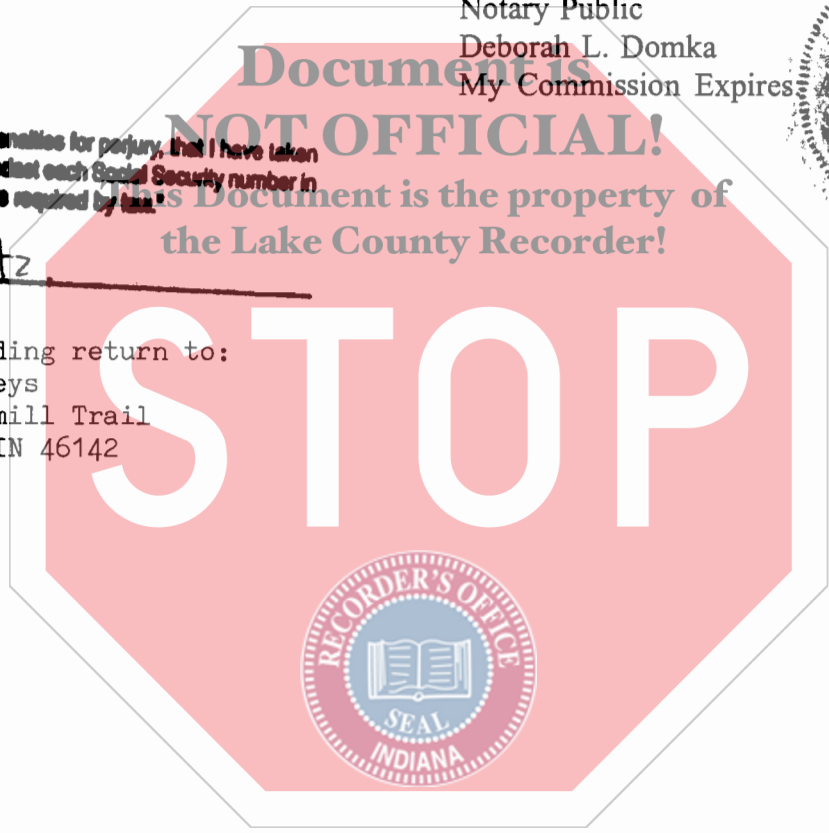 Notary Public
Deborah L. Domka
My Commission Expires
Document is
NOT OFFICIAL!
This Document is the property of
the Lake County Recorder!
enalties for perjury, that I have taken
edact each Social Security number in
s required by law."
ding return to:
eys
mill Trail
IN 46142
STOP
RECORDER'S OFFICE
SEAL
INDIANA